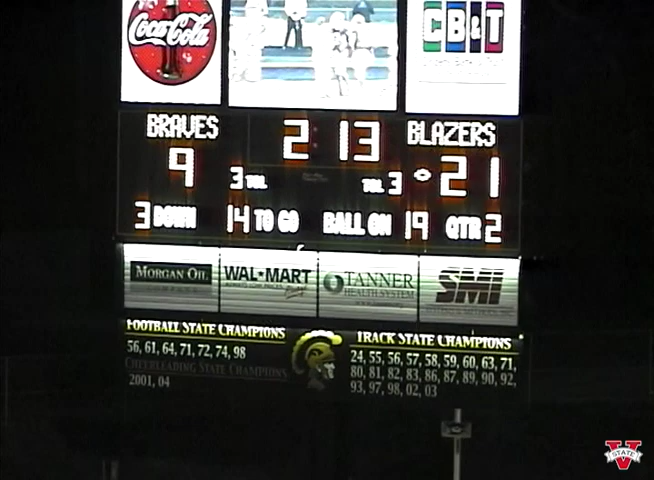 Coca-Cola
CB&T
BRAVES 2 13 BLAZERS
9 21
3 TOL TOL 3
3 DOWN 14 TO GO BALL ON 19 QTR 2
MORGAN OIL
WAL★MART
TANNER
HEALTH SYSTEM
SMI
FOOTBALL STATE CHAMPIONS
56, 61, 64, 71, 72, 74, 98
CHEERLEADING STATE CHAMPIONS
2001, 04
TRACK STATE CHAMPIONS
24, 55, 56, 57, 58, 59, 60, 63, 71,
80, 81, 82, 83, 86, 87, 89, 90, 92,
93, 97, 98, 02, 03
V STATE